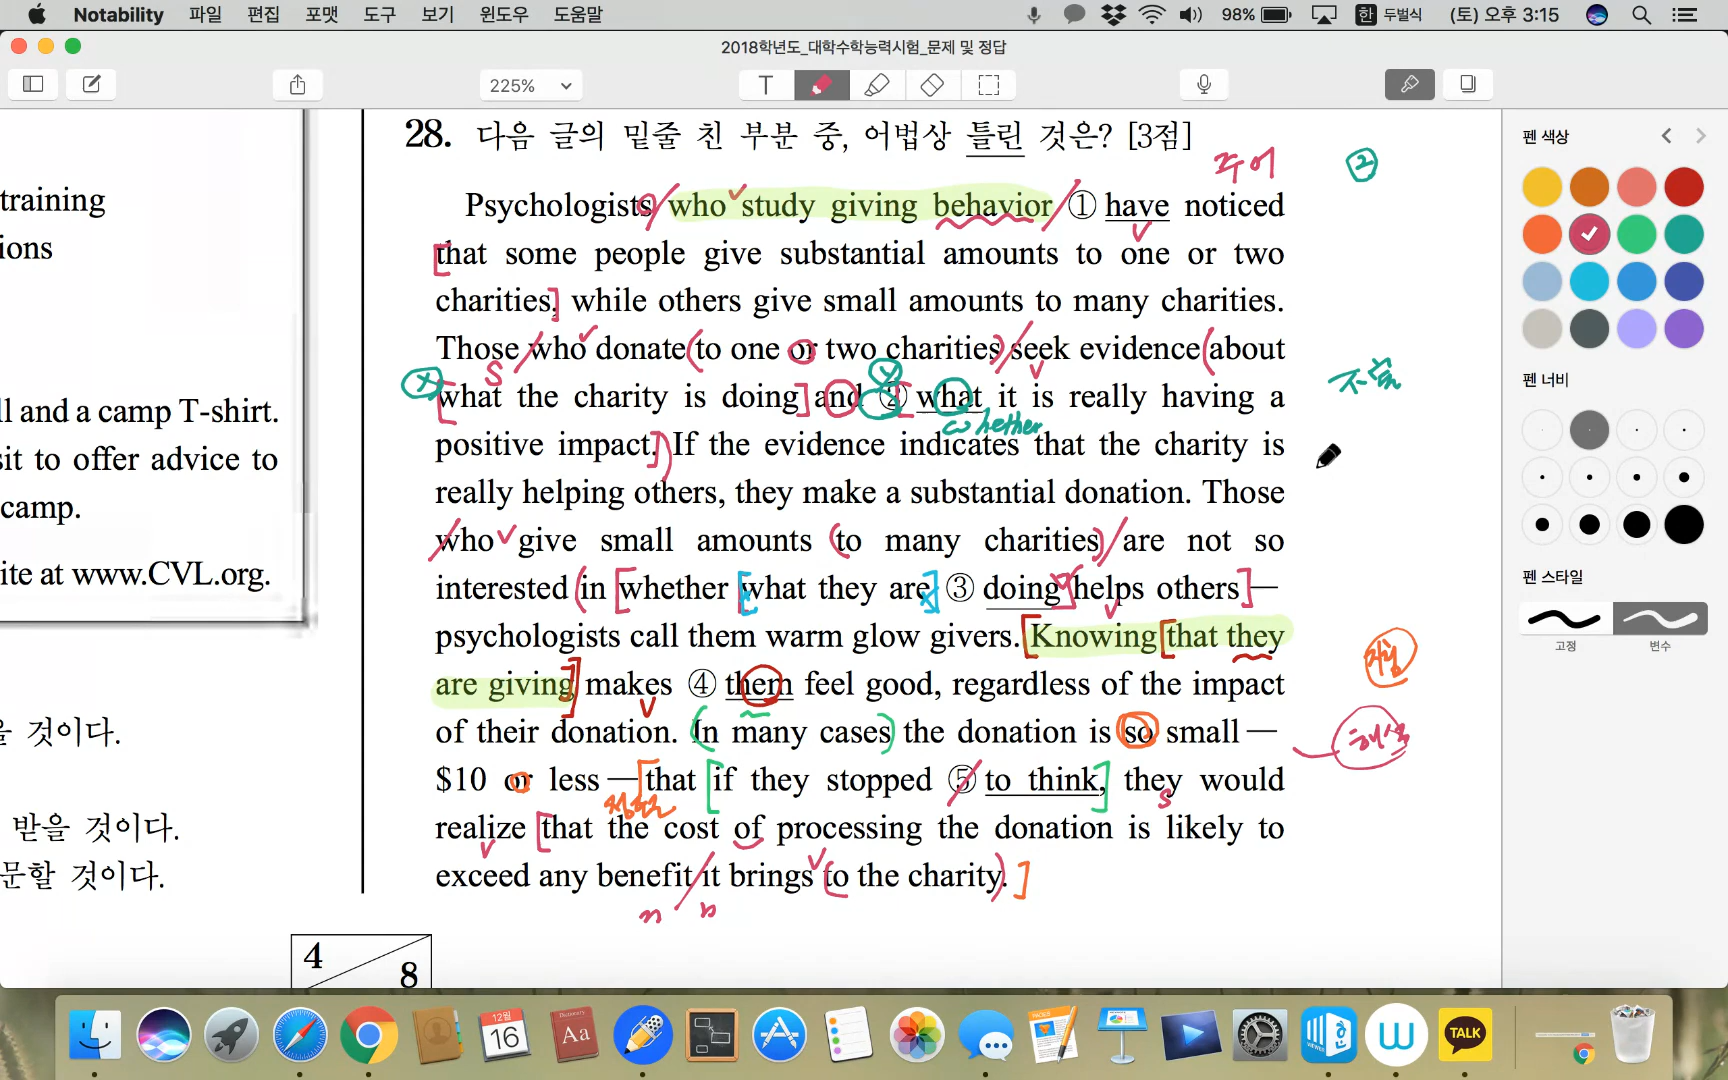 Notability 파일 편집 포맷 도구 보기 윈도우 도움말 98% 한 두벌식 (토) 오후 3:15
2018학년도_대학수학능력시험_문제 및 정답
225% T
28. 다음 글의 밑줄 친 부분 중, 어법상 틀린 것은? [3점]
주어 2
Psychologists who study giving behavior ① have noticed
that some people give substantial amounts to one or two
charities, while others give small amounts to many charities.
Those who donate to one or two charities seek evidence about
what the charity is doing and ② what it is really having a
whether
positive impact. If the evidence indicates that the charity is
really helping others, they make a substantial donation. Those
who give small amounts to many charities are not so
interested in whether what they are ③ doing helps others —
psychologists call them warm glow givers. Knowing that they
are giving makes ④ them feel good, regardless of the impact
of their donation. In many cases the donation is so small —
해석
$10 or less — that if they stopped ⑤ to think, they would
realize that the cost of processing the donation is likely to
exceed any benefit it brings to the charity.
training
ions
ll and a camp T-shirt.
sit to offer advice to
camp.
ite at www.CVL.org.
을 것이다.
받을 것이다.
문할 것이다.
4 8
펜 색상
펜 너비
펜 스타일
고정 변수
12월
16
Aa
W
TALK